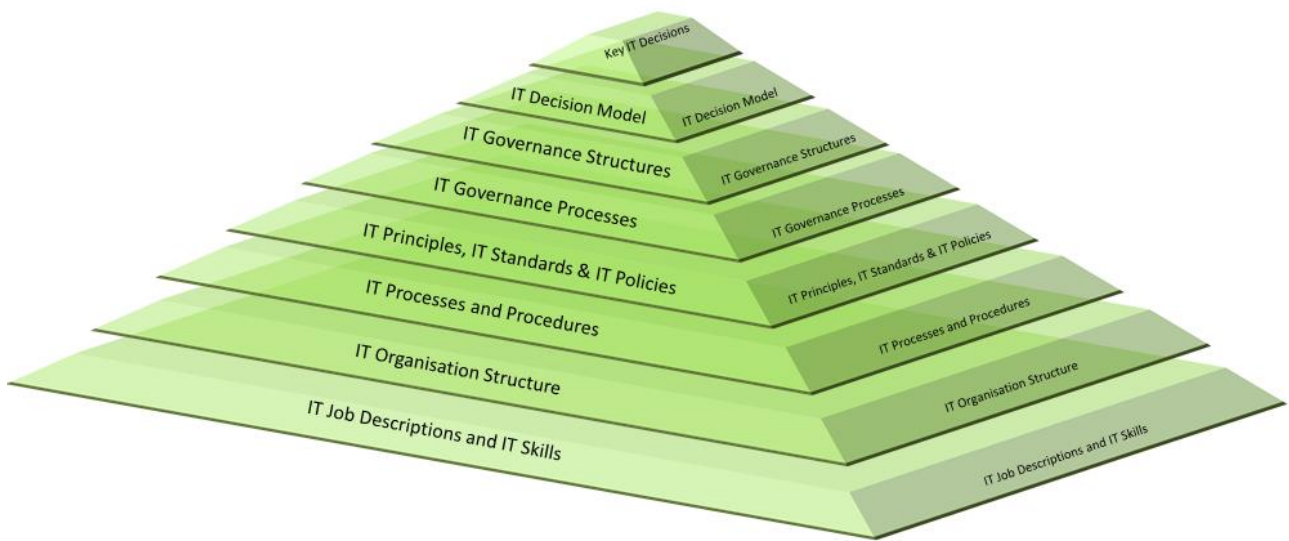 Key IT Decisions
IT Decision Model
IT Decision Model
IT Governance Structures
IT Governance Structures
IT Governance Processes
IT Governance Processes
IT Principles, IT Standards & IT Policies
IT Principles, IT Standards & IT Policies
IT Processes and Procedures
IT Processes and Procedures
IT Organisation Structure
IT Organisation Structure
IT Job Descriptions and IT Skills
IT Job Descriptions and IT Skills